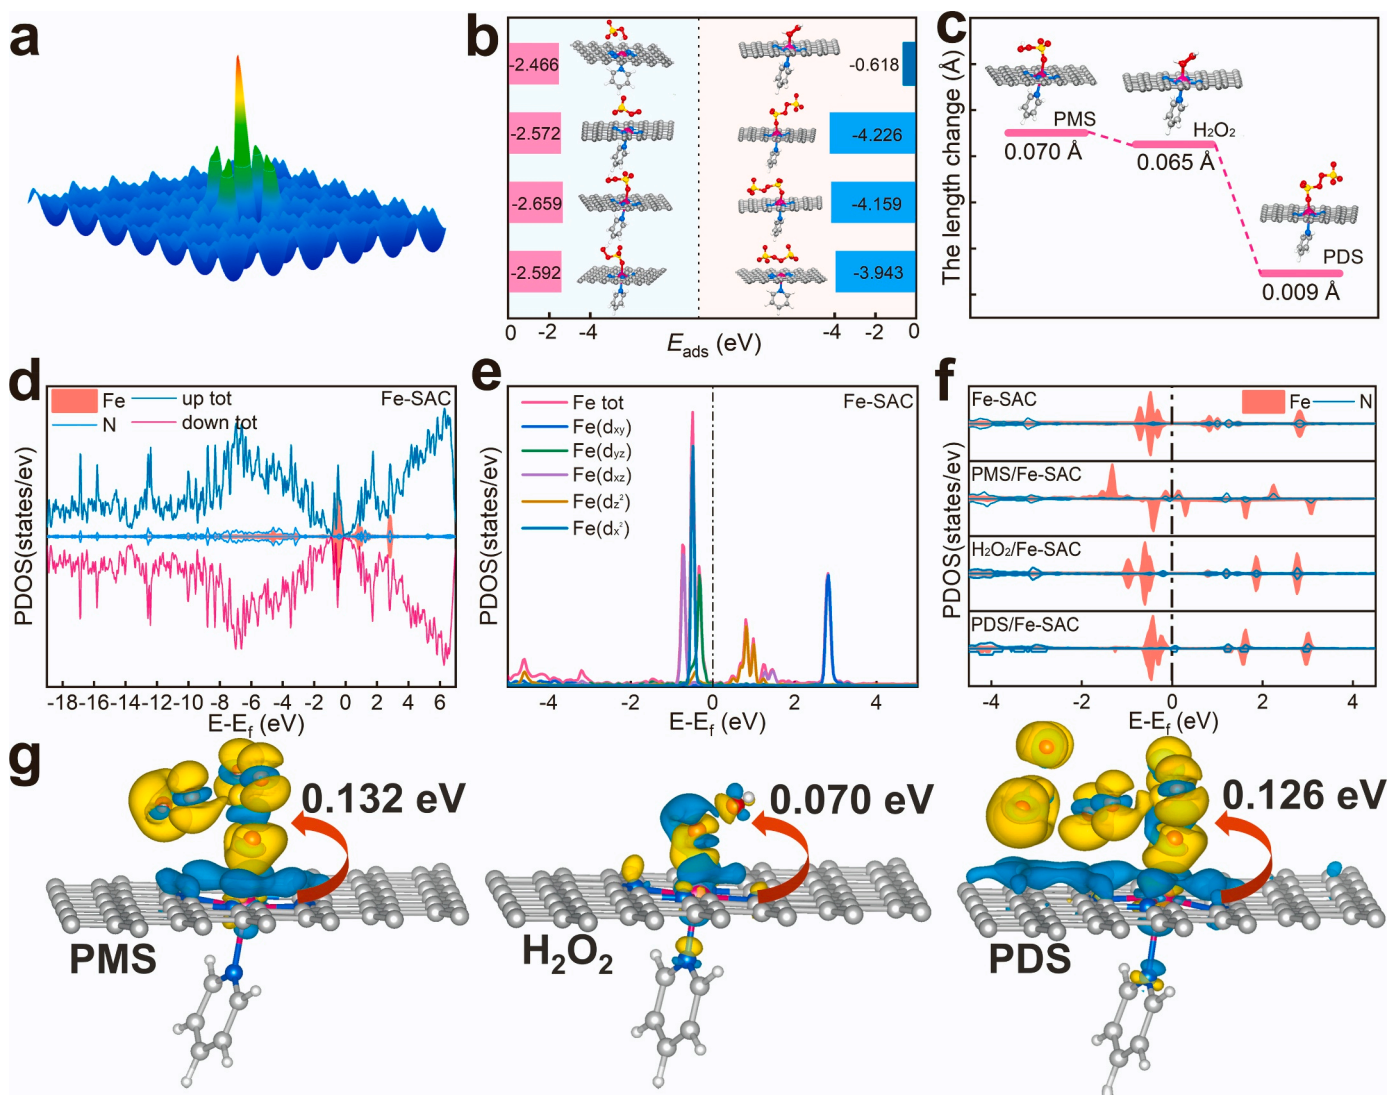 a
b
-2.466
-2.572
-2.659
-2.592
-0.618
-4.226
-4.159
-3.943
0 -2 -4 -4 -2 0
E_ads (eV)
c
The length change (Å)
PMS
0.070 Å
H₂O₂
0.065 Å
PDS
0.009 Å
d
Fe up tot
N down tot
Fe-SAC
PDOS(states/ev)
-18 -16 -14 -12 -10 -8 -6 -4 -2 0 2 4 6
E-E_f (eV)
e
Fe tot
Fe(dxy)
Fe(dyz)
Fe(dxz)
Fe(dz²)
Fe(dx²)
Fe-SAC
PDOS(states/ev)
-4 -2 0 2 4
E-E_f (eV)
f
Fe-SAC
Fe N
PMS/Fe-SAC
H₂O₂/Fe-SAC
PDS/Fe-SAC
PDOS(states/ev)
-4 -2 0 2 4
E-E_f (eV)
g
0.132 eV
PMS
0.070 eV
H₂O₂
0.126 eV
PDS